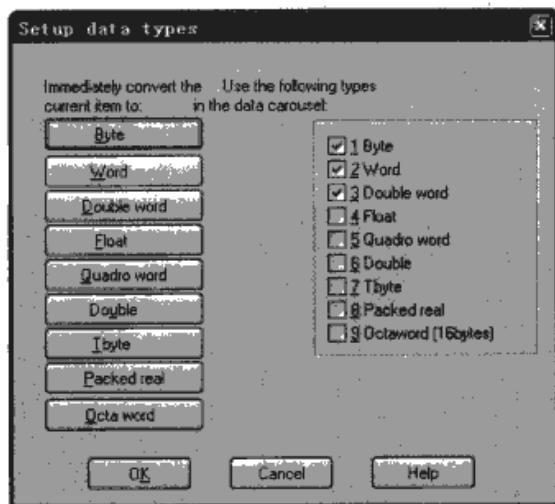 Setup data types
Immediately convert the current item to:
Use the following types in the data carousel:
Byte
Word
Double word
Float
Quadro word
Double
Tbyte
Packed real
Octa word
1 Byte
2 Word
3 Double word
4 Float
5 Quadro word
6 Double
7 Tbyte
8 Packed real
9 Octaword (16bytes)
OK
Cancel
Help